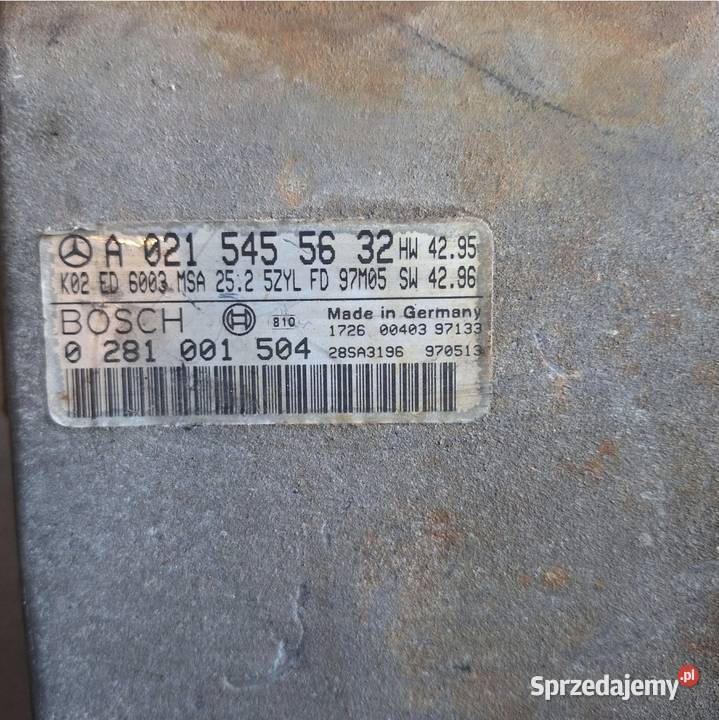 A 021 545 56 32 HW 42.95
K02 ED 6003 MSA 25.2 5ZYL FD 97M05 SW 42.96
BOSCH 810 Made in Germany
1726 00403 97133
0 281 001 504 28SA3196 970513
Sprzedajemy.pl